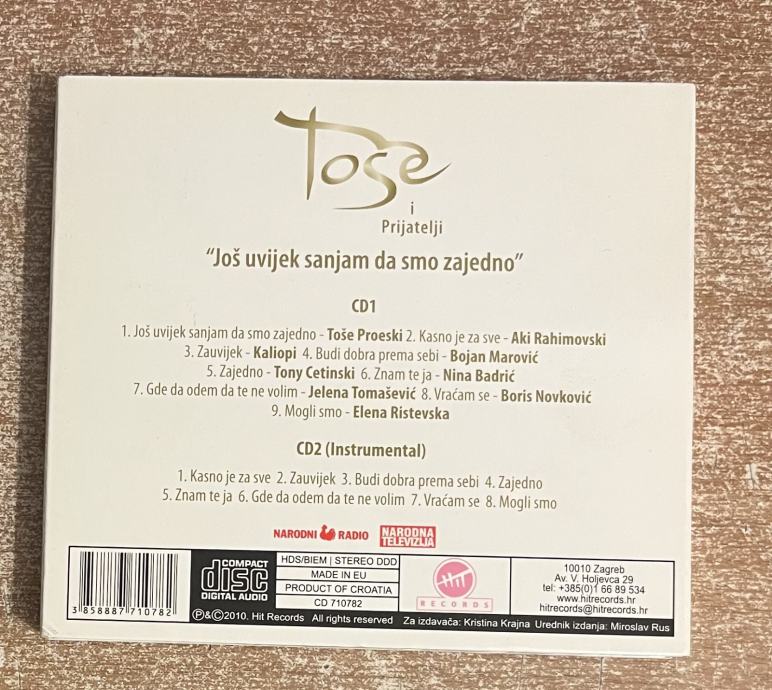 Toše
i
Prijatelji
"Još uvijek sanjam da smo zajedno"
CD1
1. Još uvijek sanjam da smo zajedno - Toše Proeski 2. Kasno je za sve - Aki Rahimovski
3. Zauvijek - Kaliopi 4. Budi dobra prema sebi - Bojan Marović
5. Zajedno - Tony Cetinski 6. Znam te ja - Nina Badrić
7. Gde da odem da te ne volim - Jelena Tomašević 8. Vraćam se - Boris Novković
9. Mogli smo - Elena Ristevska
CD2 (Instrumental)
1. Kasno je za sve 2. Zauvijek 3. Budi dobra prema sebi 4. Zajedno
5. Znam te ja 6. Gde da odem da te ne volim 7. Vraćam se 8. Mogli smo
NARODNI RADIO NARODNA TELEVIZIJA
3 858887 710782
COMPACT
disc
DIGITAL AUDIO
HDS/BIEM | STEREO DDD
MADE IN EU
PRODUCT OF CROATIA
CD 710782
HIT
RECORDS
10010 Zagreb
Av. V. Holjevca 29
tel: +385(0)1 66 89 534
www.hitrecords.hr
hitrecords@hitrecords.hr
℗&©2010. Hit Records All rights reserved Za izdavača: Kristina Krajna Urednik izdanja: Miroslav Rus